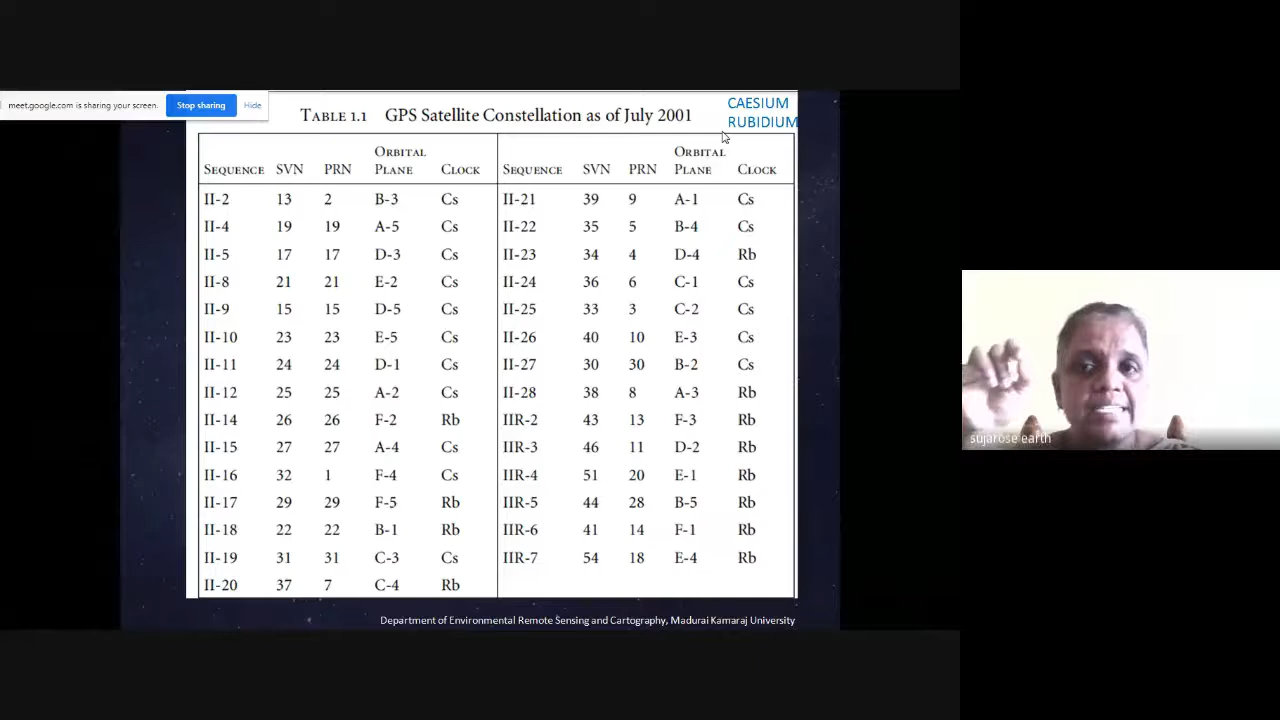 meet.google.com is sharing your screen. Stop sharing Hide
TABLE 1.1 GPS Satellite Constellation as of July 2001
CAESIUM
RUBIDIUM
SEQUENCE SVN PRN ORBITAL PLANE CLOCK SEQUENCE SVN PRN ORBITAL PLANE CLOCK
II-2 13 2 B-3 Cs II-21 39 9 A-1 Cs
II-4 19 19 A-5 Cs II-22 35 5 B-4 Cs
II-5 17 17 D-3 Cs II-23 34 4 D-4 Rb
II-8 21 21 E-2 Cs II-24 36 6 C-1 Cs
II-9 15 15 D-5 Cs II-25 33 3 C-2 Cs
II-10 23 23 E-5 Cs II-26 40 10 E-3 Cs
II-11 24 24 D-1 Cs II-27 30 30 B-2 Cs
II-12 25 25 A-2 Cs II-28 38 8 A-3 Rb
II-14 26 26 F-2 Rb IIR-2 43 13 F-3 Rb
II-15 27 27 A-4 Cs IIR-3 46 11 D-2 Rb
II-16 32 1 F-4 Cs IIR-4 51 20 E-1 Rb
II-17 29 29 F-5 Rb IIR-5 44 28 B-5 Rb
II-18 22 22 B-1 Rb IIR-6 41 14 F-1 Rb
II-19 31 31 C-3 Cs IIR-7 54 18 E-4 Rb
II-20 37 7 C-4 Rb
Department of Environmental Remote Sensing and Cartography, Madurai Kamaraj University
sujarose earth